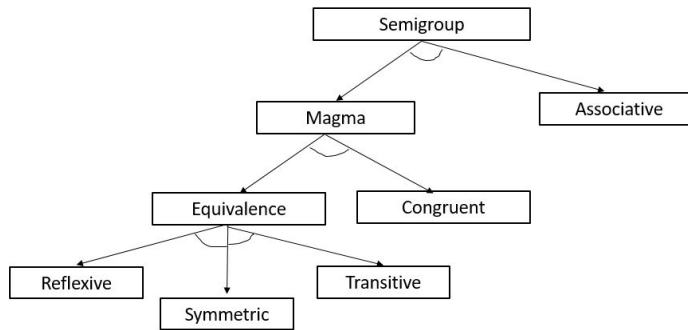 Semigroup
Magma
Associative
Equivalence
Congruent
Reflexive
Symmetric
Transitive